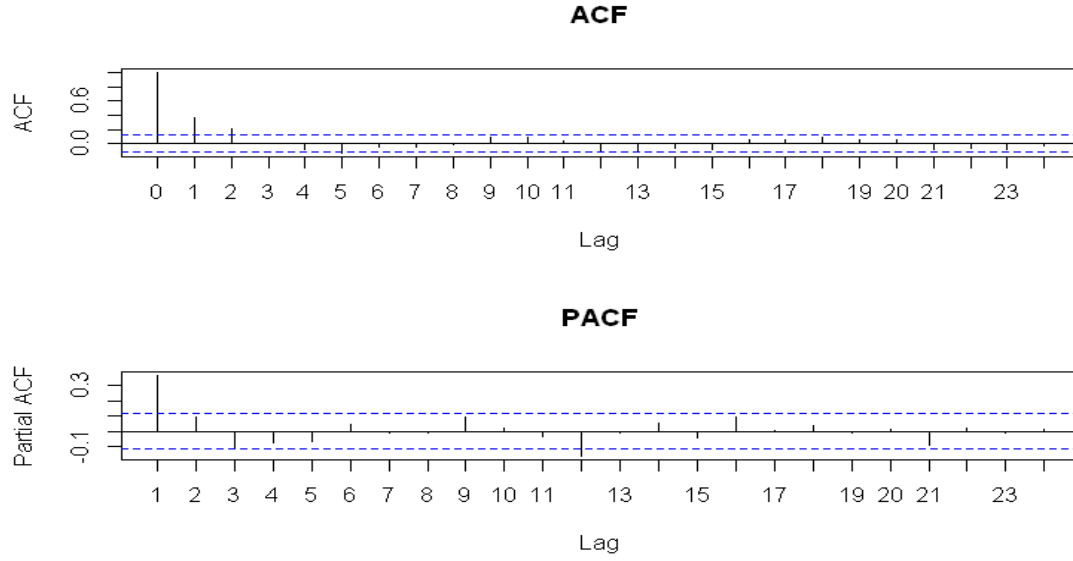 ACF
ACF
0.6
0.0
0 1 2 3 4 5 6 7 8 9 10 11 13 15 17 19 20 21 23
Lag
PACF
Partial ACF
0.3
-0.1
1 2 3 4 5 6 7 8 9 10 11 13 15 17 19 20 21 23
Lag